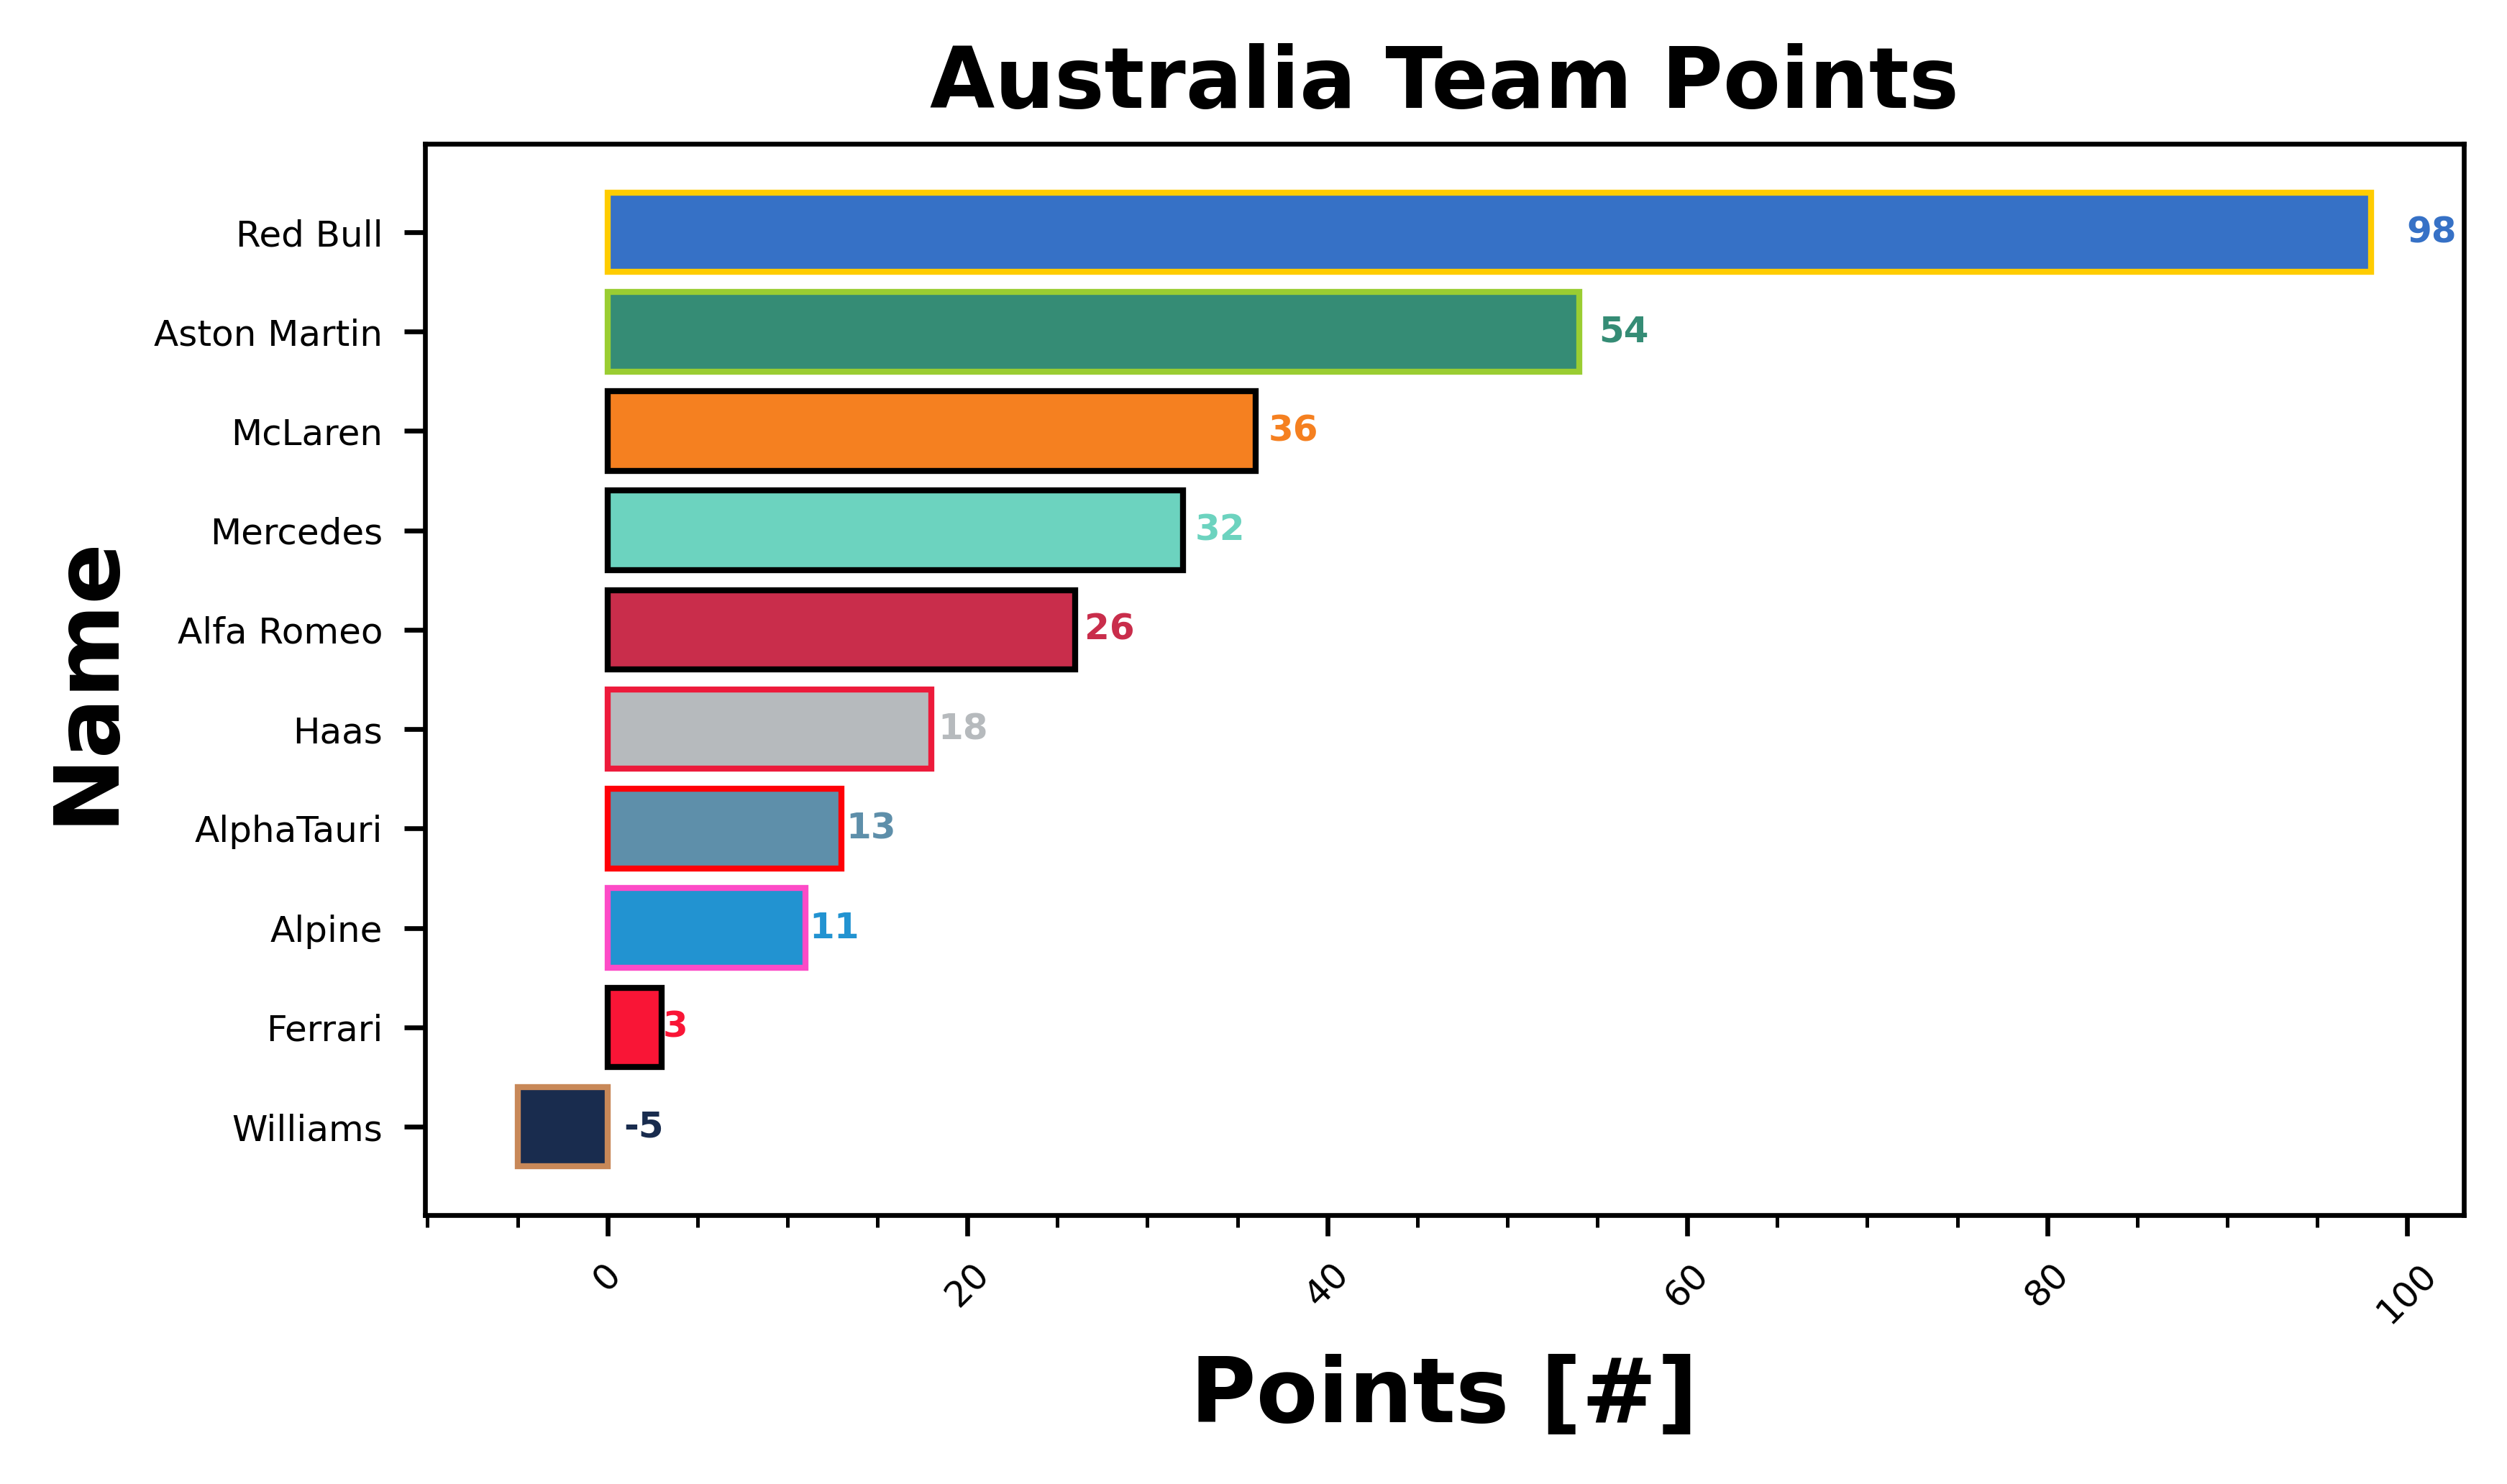 Australia Team Points
Name
Red Bull 98
Aston Martin 54
McLaren 36
Mercedes 32
Alfa Romeo 26
Haas 18
AlphaTauri 13
Alpine 11
Ferrari 3
Williams -5
0 20 40 60 80 100
Points [#]